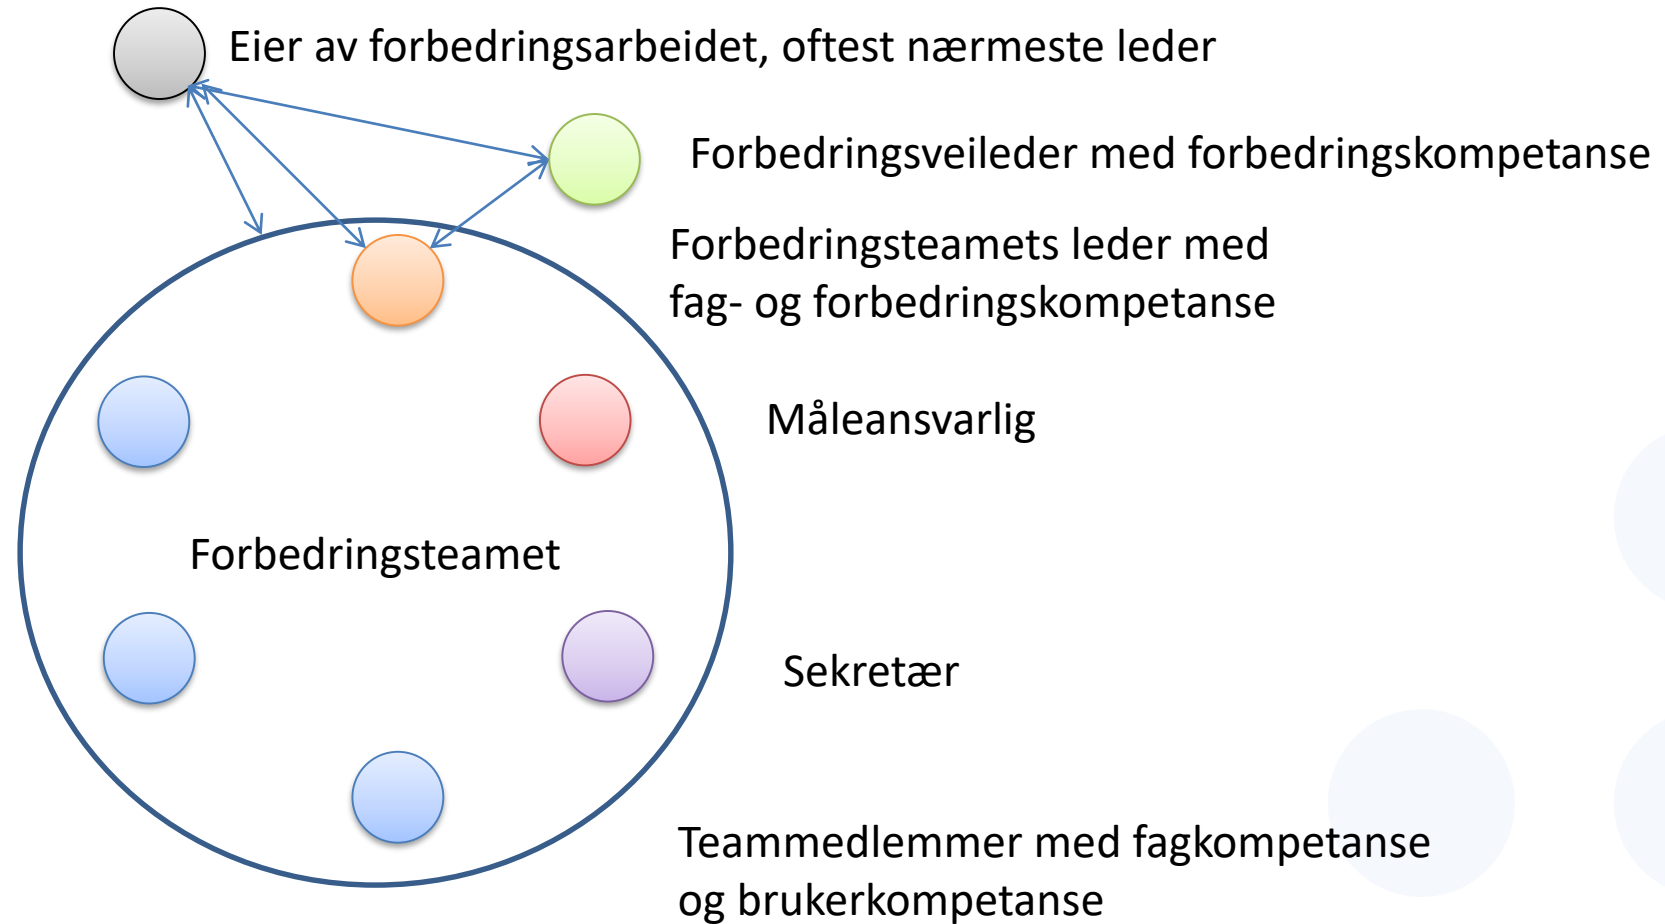 Eier av forbedringsarbeidet, oftest nærmeste leder
Forbedringsveileder med forbedringskompetanse
Forbedringsteamets leder med
fag- og forbedringskompetanse
Måleansvarlig
Forbedringsteamet
Sekretær
Teammedlemmer med fagkompetanse
og brukerkompetanse